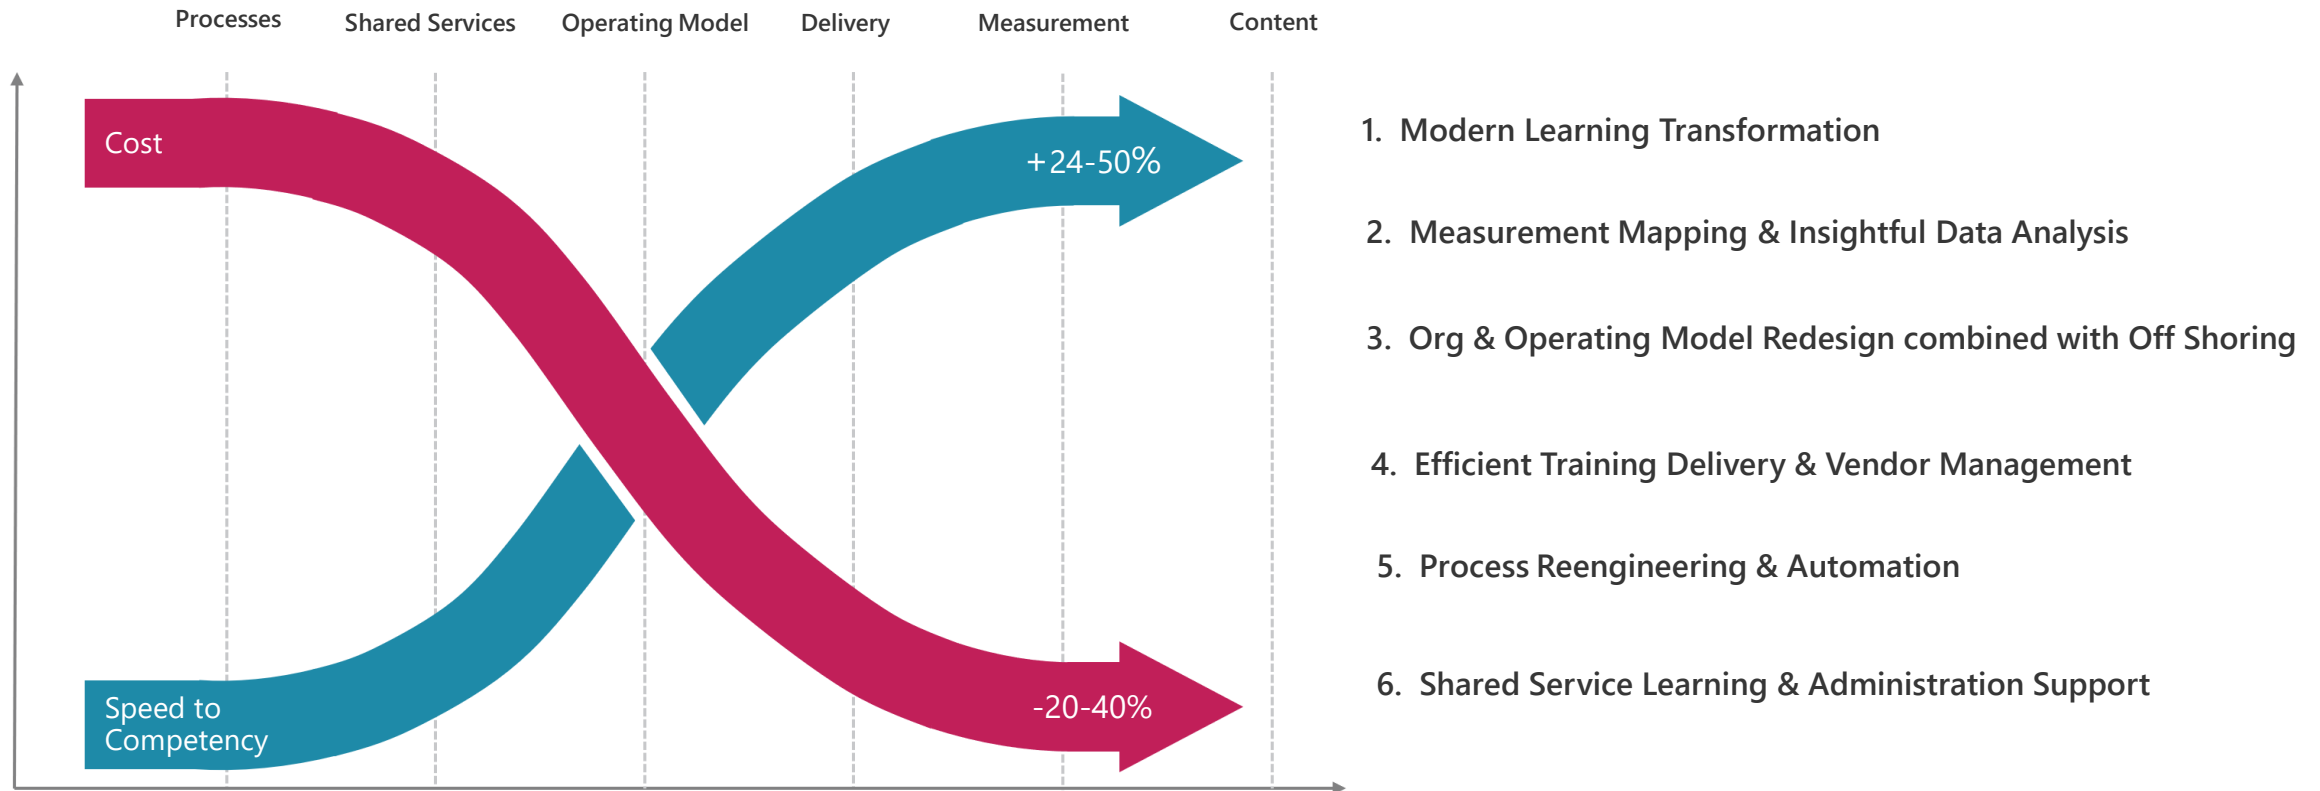 Processes
Shared Services
Operating Model
Delivery
Measurement
Content
Cost
+24-50%
Speed to
Competency
-20-40%
1. Modern Learning Transformation
2. Measurement Mapping & Insightful Data Analysis
3. Org & Operating Model Redesign combined with Off Shoring
4. Efficient Training Delivery & Vendor Management
5. Process Reengineering & Automation
6. Shared Service Learning & Administration Support